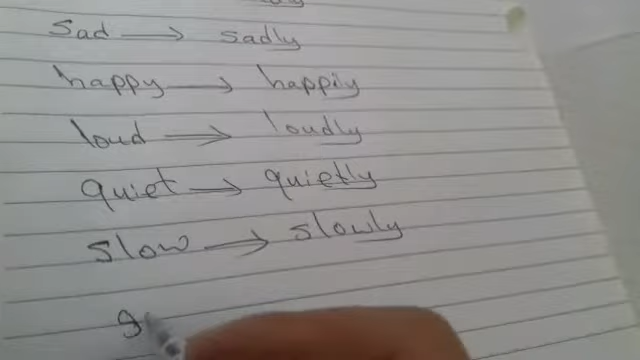 sad → sadly
happy → happily
loud → loudly
quiet → quietly
slow → slowly
g